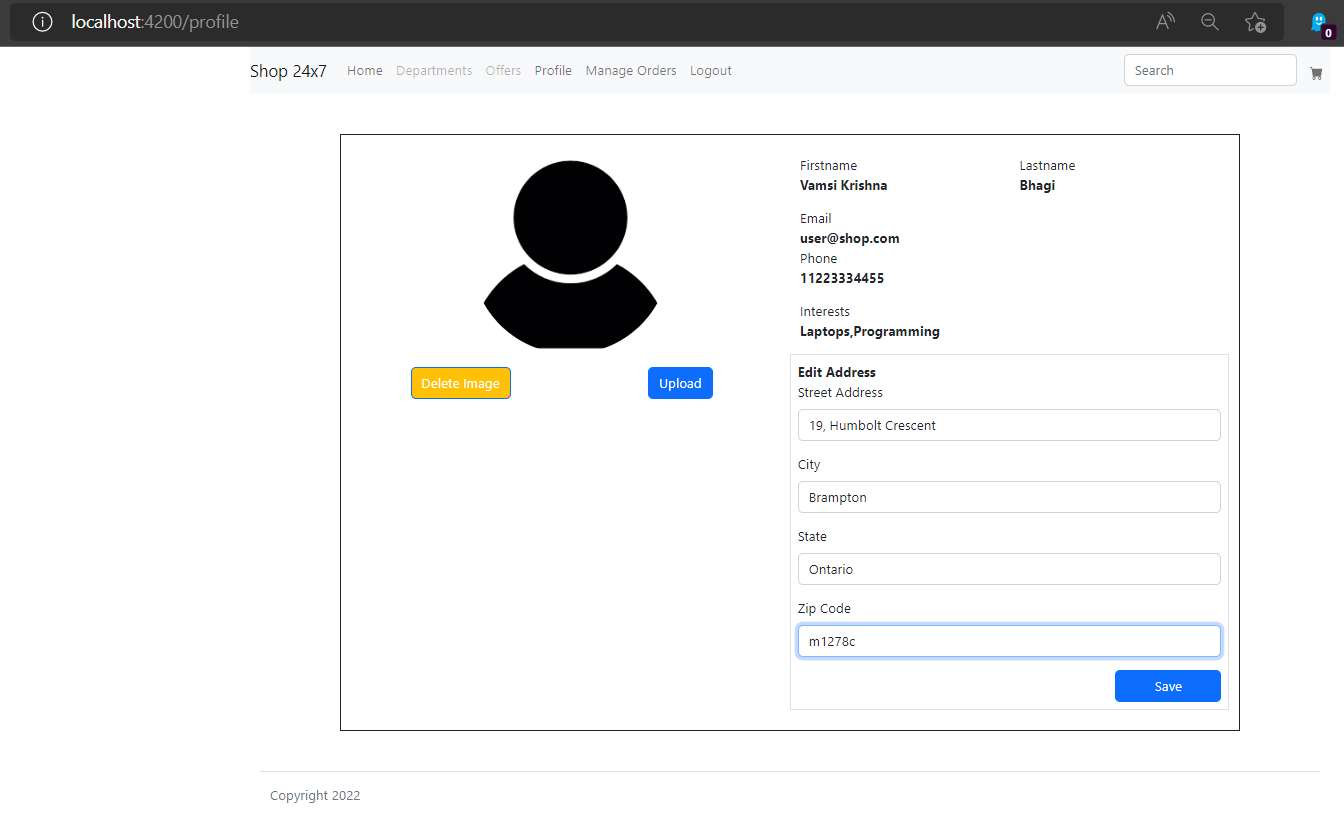 localhost:4200/profile
0
Shop 24x7 Home Departments Offers Profile Manage Orders Logout Search
Firstname Lastname
Vamsi Krishna Bhagi
Email
user@shop.com
Phone
11223334455
Interests
Laptops,Programming
Delete Image Upload
Edit Address
Street Address
19, Humbolt Crescent
City
Brampton
State
Ontario
Zip Code
m1278c
Save
Copyright 2022